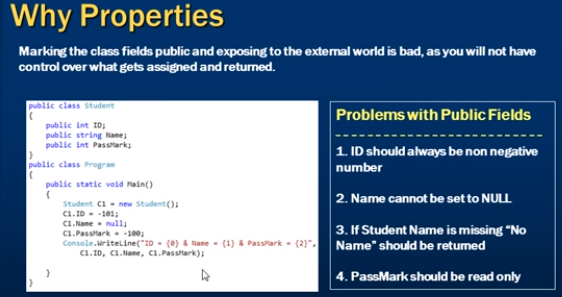 Why Properties
Marking the class fields public and exposing to the external world is bad, as you will not have
control over what gets assigned and returned.
public class Student
{
public int ID;
public string Name;
public int PassMark;
}
public class Program
{
public static void Main()
{
Student C1 = new Student();
C1.ID = -101;
C1.Name = null;
C1.PassMark = -100;
Console.WriteLine("ID = {0} & Name = {1} & PassMark = {2}",
C1.ID, C1.Name, C1.PassMark);
}
}
Problems with Public Fields
1. ID should always be non negative
number
2. Name cannot be set to NULL
3. If Student Name is missing “No
Name” should be returned
4. PassMark should be read only